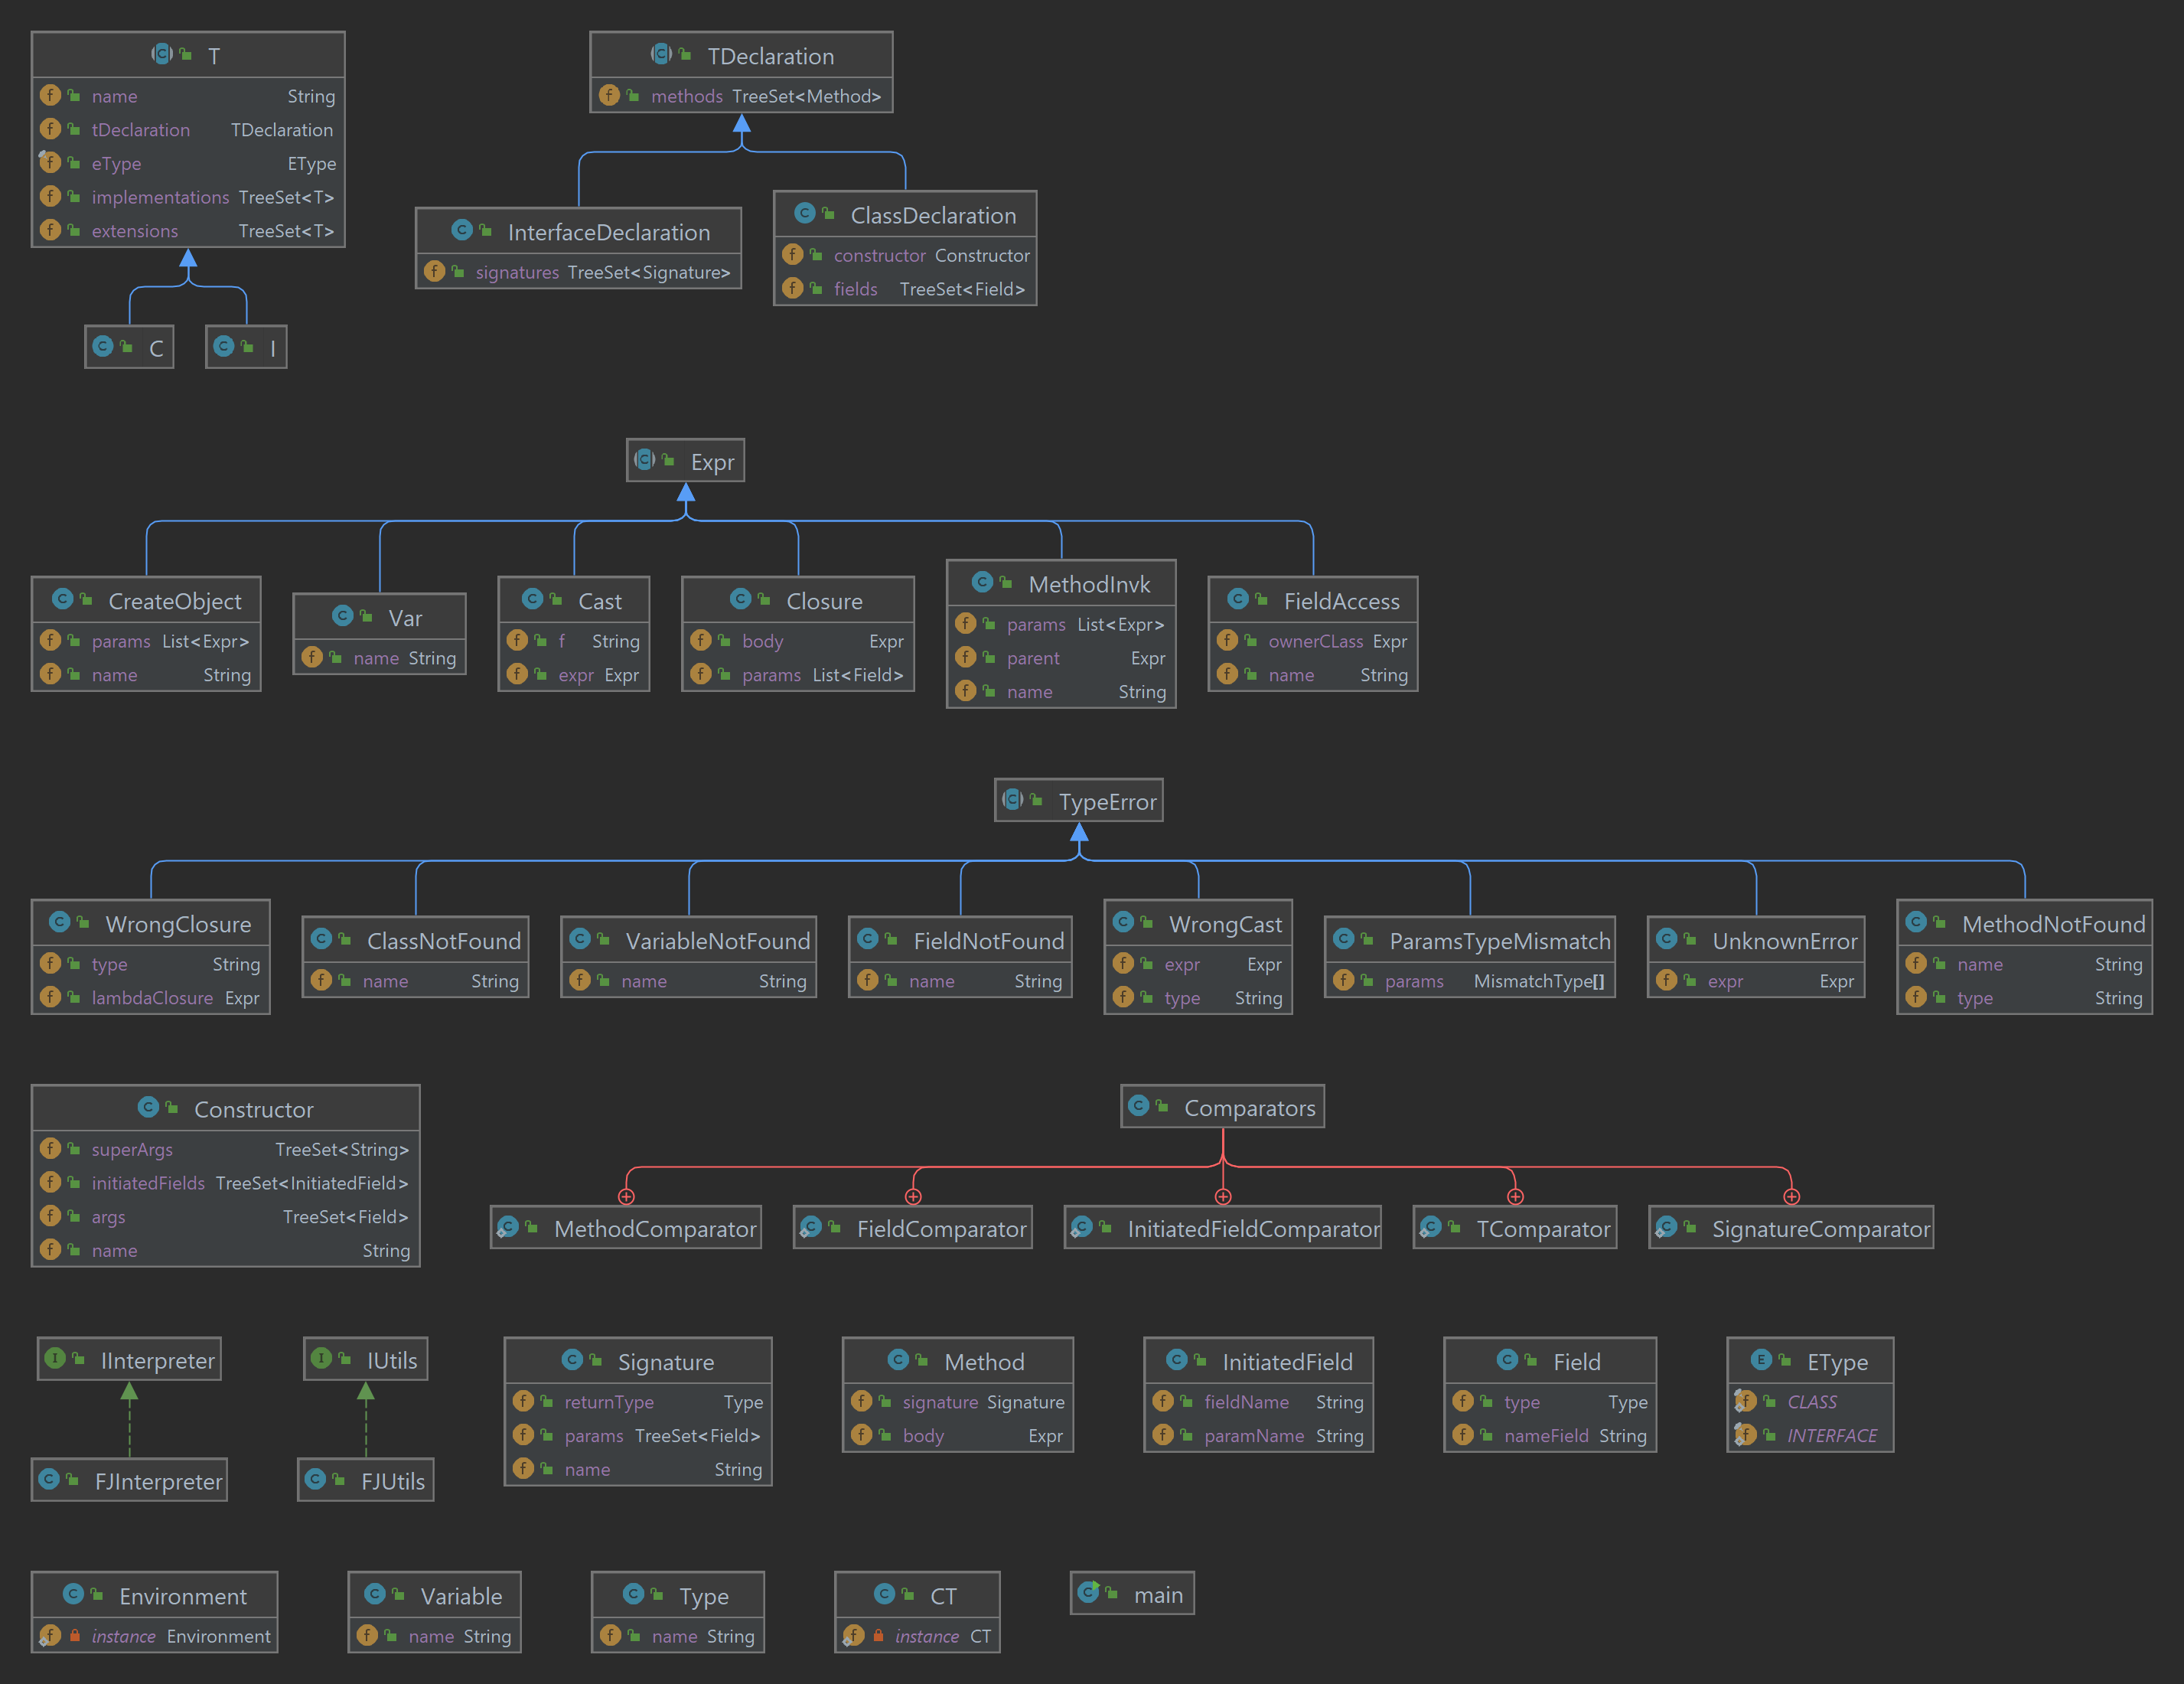 T
name String
tDeclaration TDeclaration
eType EType
implementations TreeSet<T>
extensions TreeSet<T>
C
I
TDeclaration
methods TreeSet<Method>
InterfaceDeclaration
signatures TreeSet<Signature>
ClassDeclaration
constructor Constructor
fields TreeSet<Field>
Expr
CreateObject
params List<Expr>
name String
Var
name String
Cast
f String
expr Expr
Closure
body Expr
params List<Field>
MethodInvk
params List<Expr>
parent Expr
name String
FieldAccess
ownerCLass Expr
name String
TypeError
WrongClosure
type String
lambdaClosure Expr
ClassNotFound
name String
VariableNotFound
name String
FieldNotFound
name String
WrongCast
expr Expr
type String
ParamsTypeMismatch
params MismatchType[]
UnknownError
expr Expr
MethodNotFound
name String
type String
Constructor
superArgs TreeSet<String>
initiatedFields TreeSet<InitiatedField>
args TreeSet<Field>
name String
Comparators
MethodComparator
FieldComparator
InitiatedFieldComparator
TComparator
SignatureComparator
IInterpreter
FJInterpreter
IUtils
FJUtils
Signature
returnType Type
params TreeSet<Field>
name String
Method
signature Signature
body Expr
InitiatedField
fieldName String
paramName String
Field
type Type
nameField String
EType
CLASS
INTERFACE
Environment
instance Environment
Variable
name String
Type
name String
CT
instance CT
main